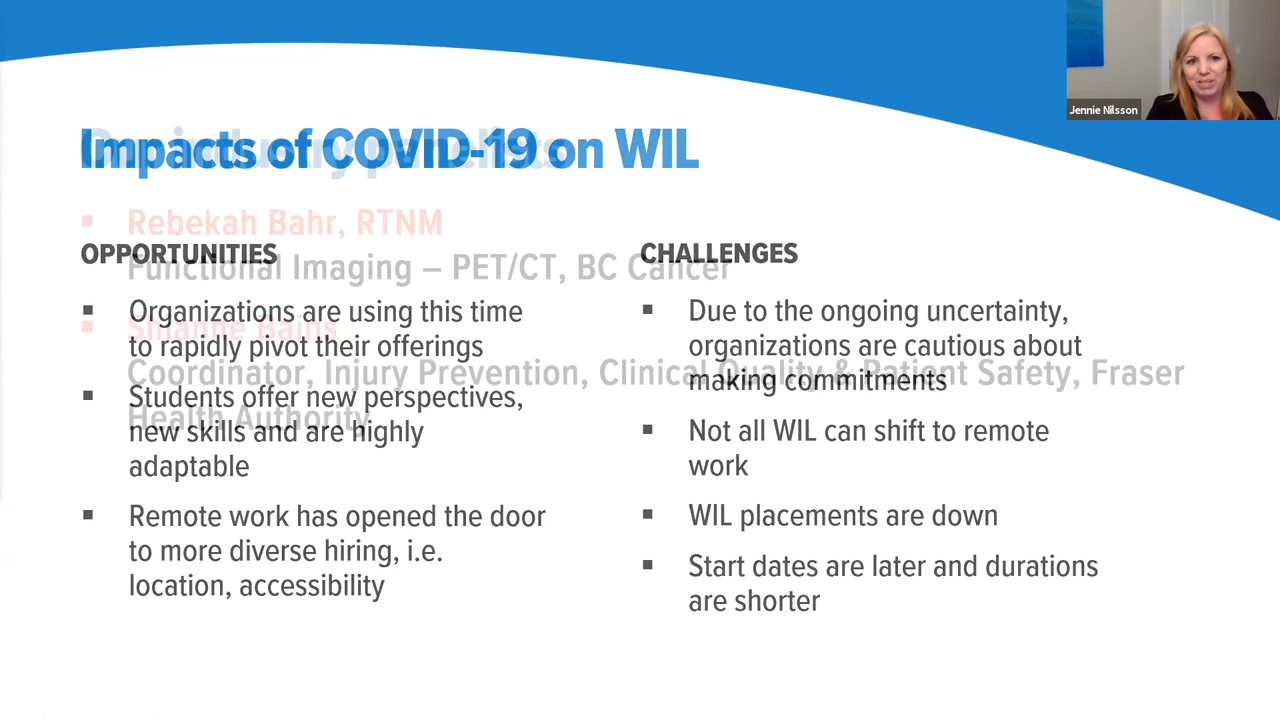 Jennie Nilsson
Impacts of COVID-19 on WIL
Rebekah Bahr, RTNM
Functional Imaging – PET/CT, BC Cancer
Coordinator, Injury Prevention, Clinical Quality & Patient Safety, Fraser
Health Authority
OPPORTUNITIES
▪ Organizations are using this time
to rapidly pivot their offerings
▪ Students offer new perspectives,
new skills and are highly
adaptable
▪ Remote work has opened the door
to more diverse hiring, i.e.
location, accessibility
CHALLENGES
▪ Due to the ongoing uncertainty,
organizations are cautious about
making commitments
▪ Not all WIL can shift to remote
work
▪ WIL placements are down
▪ Start dates are later and durations
are shorter